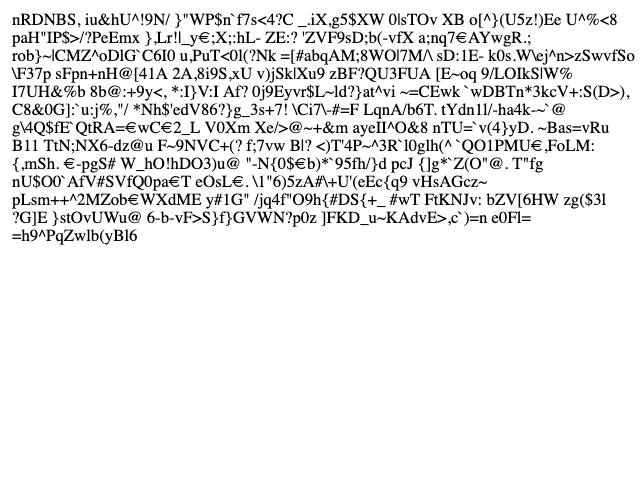 nRDNBS, iu&hU^!9N/ }"WP$n`f7s<4?C _.iX,g5$XW 0|sTOv XB o[^}(U5z!)Ee U^%<8
paH"IP$>/?PeEmx },Lr!l_y€;X;:hL- ZE:? 'ZVF9sD;b(-vfX a;nq7€AYwgR.;
rob}~|CMZ^oDlG`C6I0 u,PuT<0l(?Nk =[#abqAM;8WO|7M/\ sD:1E- k0s.W\ej^n>zSwvfSo
\F37p sFpn+nH@[41A 2A,8i9S,xU v)jSk|Xu9 zBF?QU3FUA [E~oq 9/LOIkS|W%
I7UH&%b 8b@:+9y<, *:I}V:I Af? 0j9Eyvr$L~ld?}at^vi ~=CEwk `wDBTn*3kcV+:S(D>),
C8&0G]:`u:j%,"/ *Nh$'edV86?}g_3s+7! \Ci7\-#=F LqnA/b6T. tYdn1l/-ha4k-~`@
g\4Q$fE`QtRA=€wC€2_L V0Xm Xe/>@~+&m ayeII^O&8 nTU=`v(4}yD. ~Bas=vRu
B11 TtN;NX6-dz@u F~9NVC+(? f;7vw B|? <)T'4P~^3R`l0glh(^`QO1PMU€,FoLM:
{,mSh. €-pgS# W_hO!hDO3)u@ "-N{0$€b)*`95fh/}d pcJ {]g*`Z(O"@. T"fg
nU$O0`AfV#SVfQ0pa€T eOsL€. \1"6)5zA#\+U'(eEc{q9 vHsAGcz~
pLsm++^2MZob€WXdME y#1G" /jq4f"O9h{#DS{+_ #wT FtKNJv: bZV[6HW zg($3l
?G]E }stOvUWu@ 6-b-vF>S}f}GVWN?p0z ]FKD_u~KAdvE>,c`)=n e0Fl=
=h9^PqZwlb(yBl6